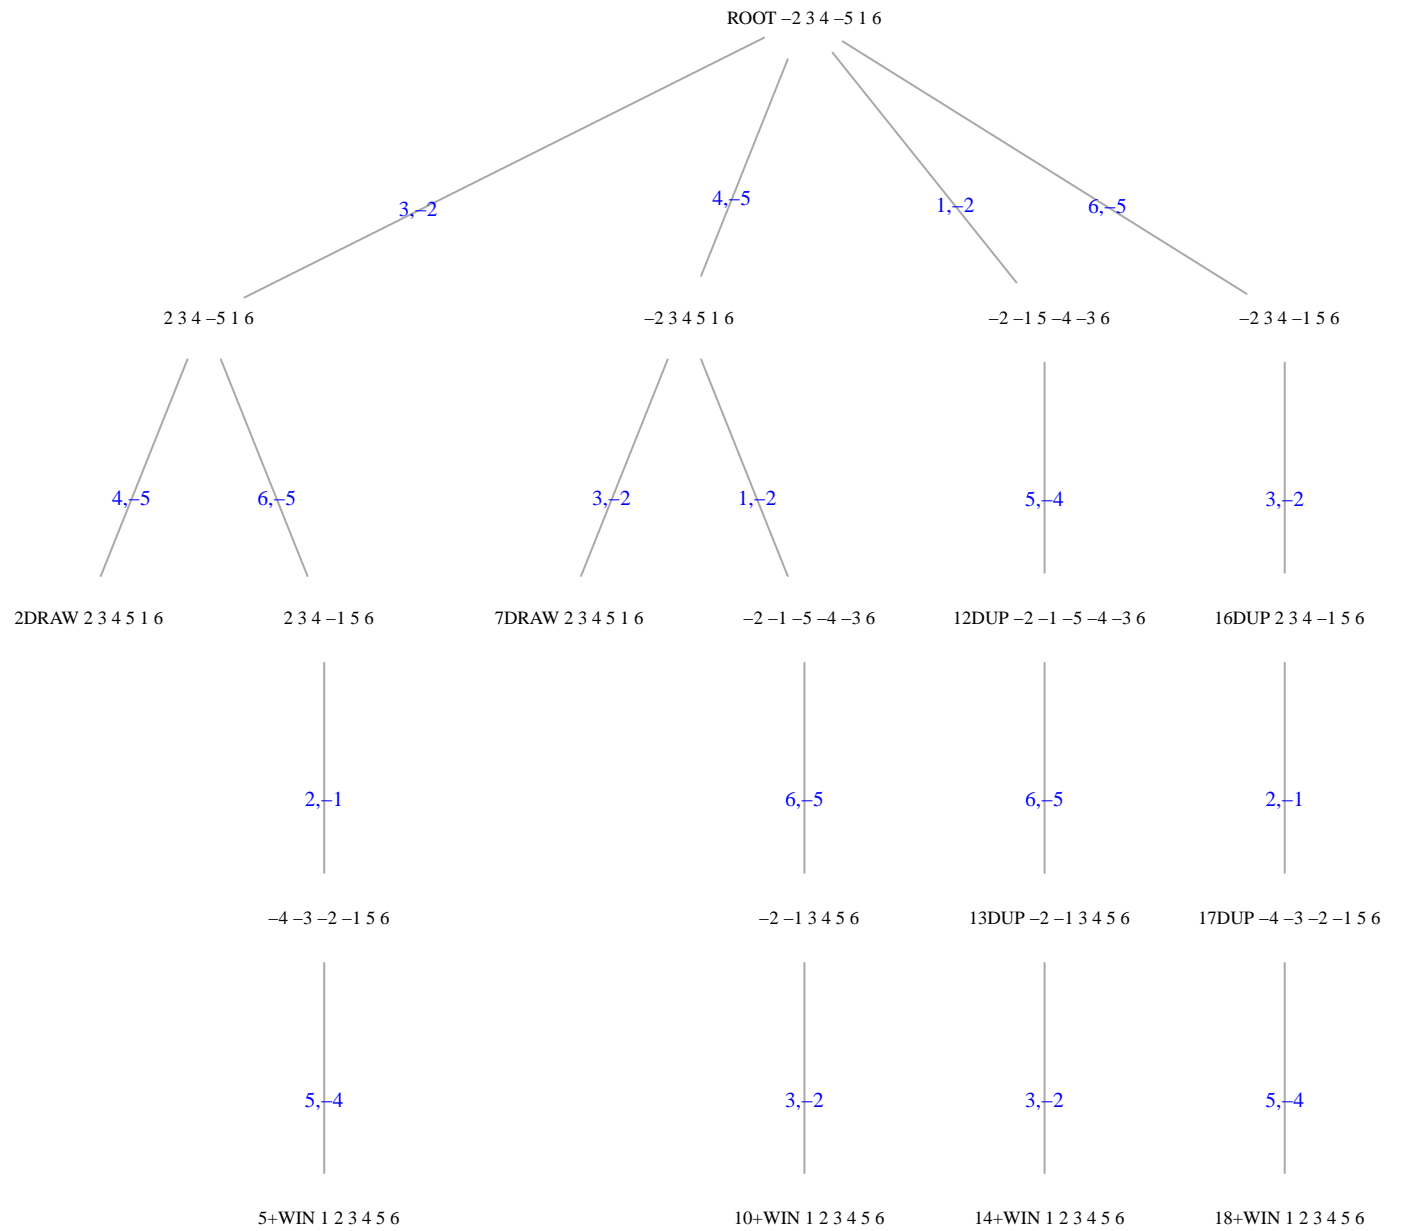 ROOT –2 3 4 –5 1 6
3,–2
4,–5
1,–2
6,–5
2 3 4 –5 1 6
–2 3 4 5 1 6
–2 –1 5 –4 –3 6
–2 3 4 –1 5 6
4,–5
6,–5
3,–2
1,–2
5,–4
3,–2
2DRAW 2 3 4 5 1 6
2 3 4 –1 5 6
7DRAW 2 3 4 5 1 6
–2 –1 –5 –4 –3 6
12DUP –2 –1 –5 –4 –3 6
16DUP 2 3 4 –1 5 6
2,–1
6,–5
6,–5
2,–1
–4 –3 –2 –1 5 6
–2 –1 3 4 5 6
13DUP –2 –1 3 4 5 6
17DUP –4 –3 –2 –1 5 6
5,–4
3,–2
3,–2
5,–4
5+WIN 1 2 3 4 5 6
10+WIN 1 2 3 4 5 6
14+WIN 1 2 3 4 5 6
18+WIN 1 2 3 4 5 6